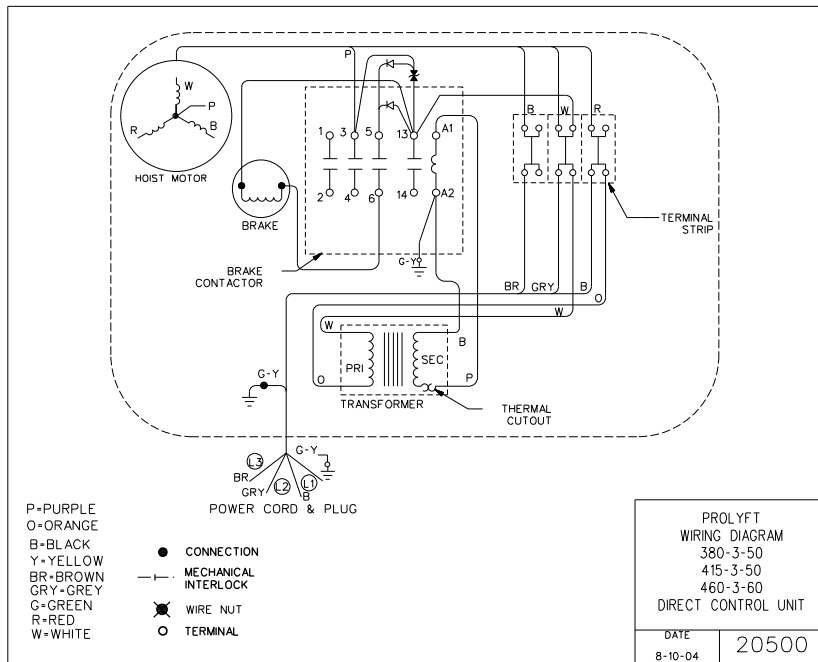 P
W
P
R
B
HOIST MOTOR
B
W
R
1
3
5
13
A1
2
4
6
14
A2
BRAKE
TERMINAL
STRIP
BRAKE
CONTACTOR
G-Y
BR
GRY
B
O
W
W
B
PRI
SEC
O
P
TRANSFORMER
THERMAL
CUTOUT
G-Y
G-Y
L3
BR
GRY
L2
B
L1
POWER CORD & PLUG
P=PURPLE
O=ORANGE
B=BLACK
Y=YELLOW
BR=BROWN
GRY=GREY
G=GREEN
R=RED
W=WHITE
CONNECTION
MECHANICAL
INTERLOCK
WIRE NUT
TERMINAL
PROLYFT
WIRING DIAGRAM
380-3-50
415-3-50
460-3-60
DIRECT CONTROL UNIT
DATE
8-10-04
20500